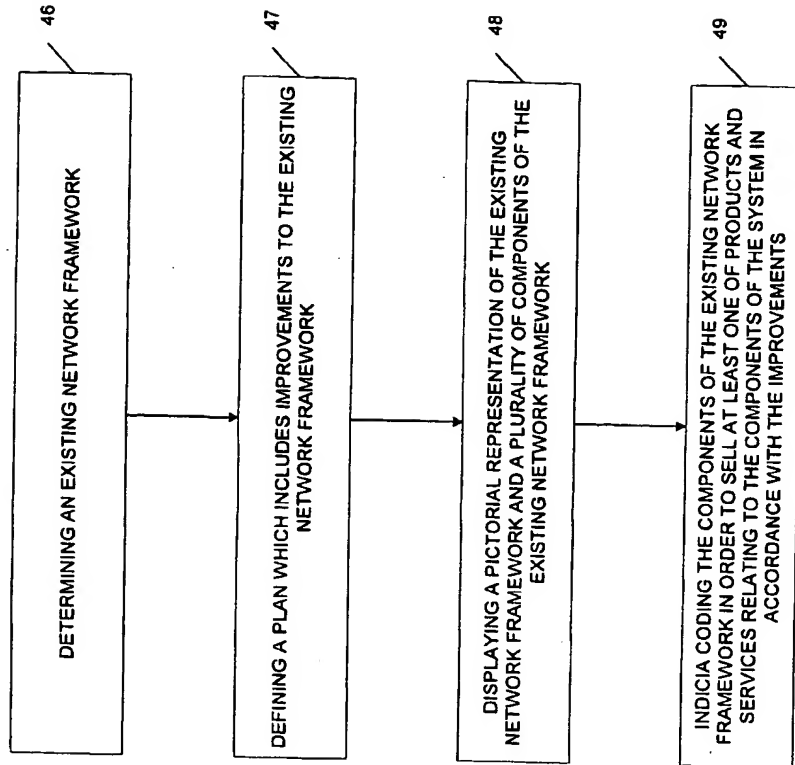 46
DETERMINING AN EXISTING NETWORK FRAMEWORK
47
DEFINING A PLAN WHICH INCLUDES IMPROVEMENTS TO THE EXISTING
NETWORK FRAMEWORK
48
DISPLAYING A PICTORIAL REPRESENTATION OF THE EXISTING
NETWORK FRAMEWORK AND A PLURALITY OF COMPONENTS OF THE
EXISTING NETWORK FRAMEWORK
49
INDICIA CODING THE COMPONENTS OF THE EXISTING NETWORK
FRAMEWORK IN ORDER TO SELL AT LEAST ONE OF PRODUCTS AND
SERVICES RELATING TO THE COMPONENTS OF THE SYSTEM IN
ACCORDANCE WITH THE IMPROVEMENTS